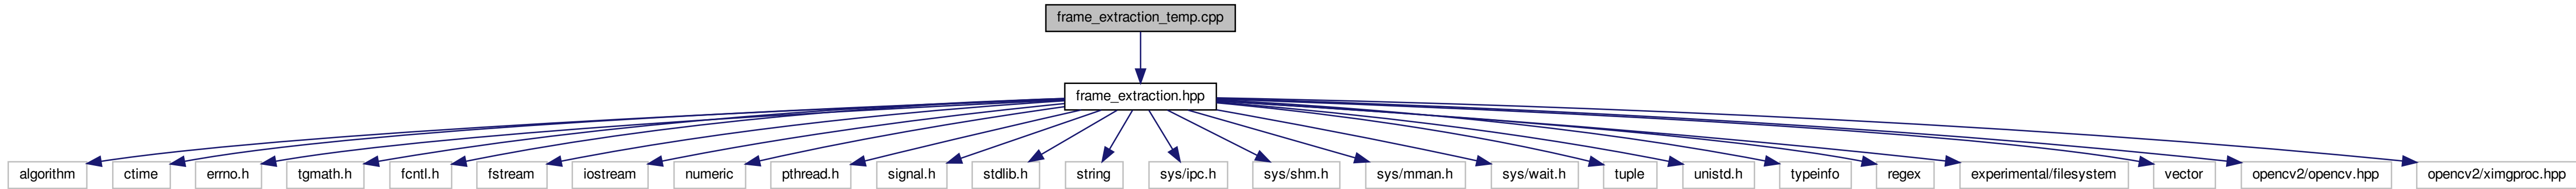 frame_extraction_temp.cpp
frame_extraction.hpp
algorithm
ctime
errno.h
tgmath.h
fcntl.h
fstream
iostream
numeric
pthread.h
signal.h
stdlib.h
string
sys/ipc.h
sys/shm.h
sys/mman.h
sys/wait.h
tuple
unistd.h
typeinfo
regex
experimental/filesystem
vector
opencv2/opencv.hpp
opencv2/ximgproc.hpp